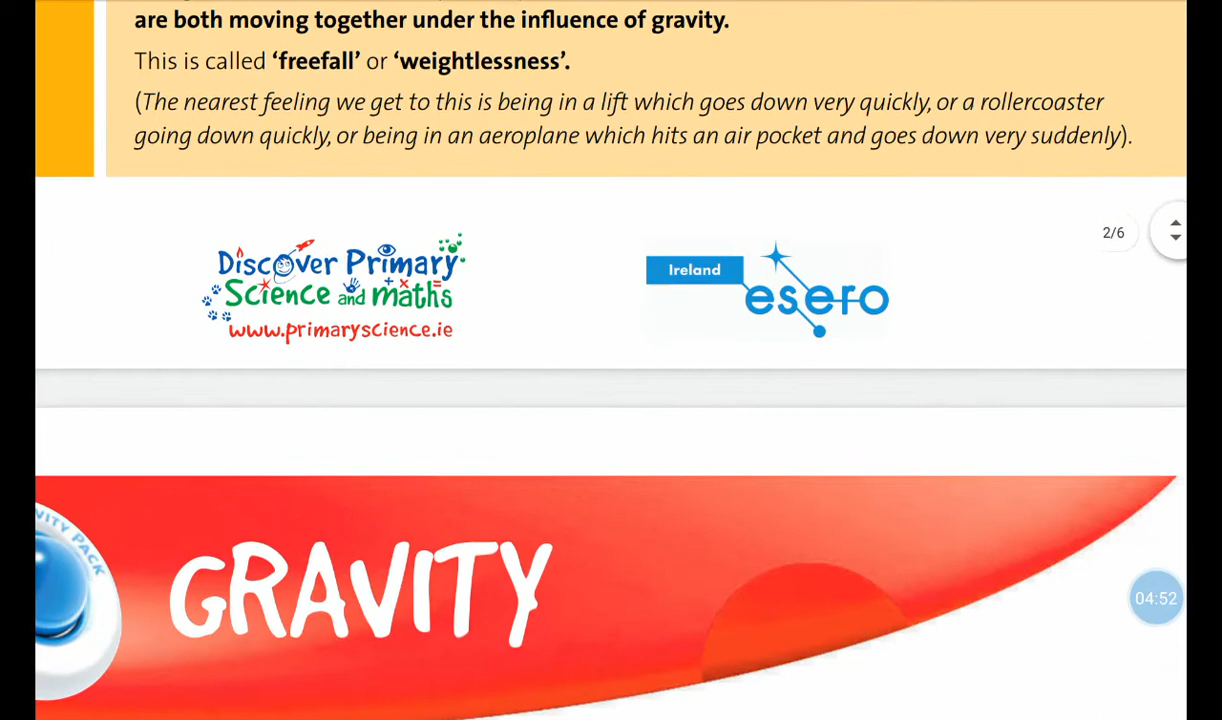 are both moving together under the influence of gravity.
This is called ‘freefall’ or ‘weightlessness’.
(The nearest feeling we get to this is being in a lift which goes down very quickly, or a rollercoaster
going down quickly, or being in an aeroplane which hits an air pocket and goes down very suddenly).
2/6
Discover Primary
Science and maths
www.primaryscience.ie
Ireland
esero
VITY PACK
GRAVITY
04:52